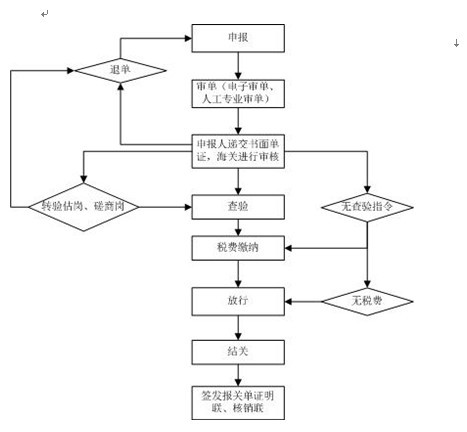 申报
退单
审单（电子审单、
人工专业审单）
申报人递交书面单
证，海关进行审核
转验估岗、磋商岗
查验
无查验指令
税费缴纳
放行
无税费
结关
签发报关单证明
联、核销联